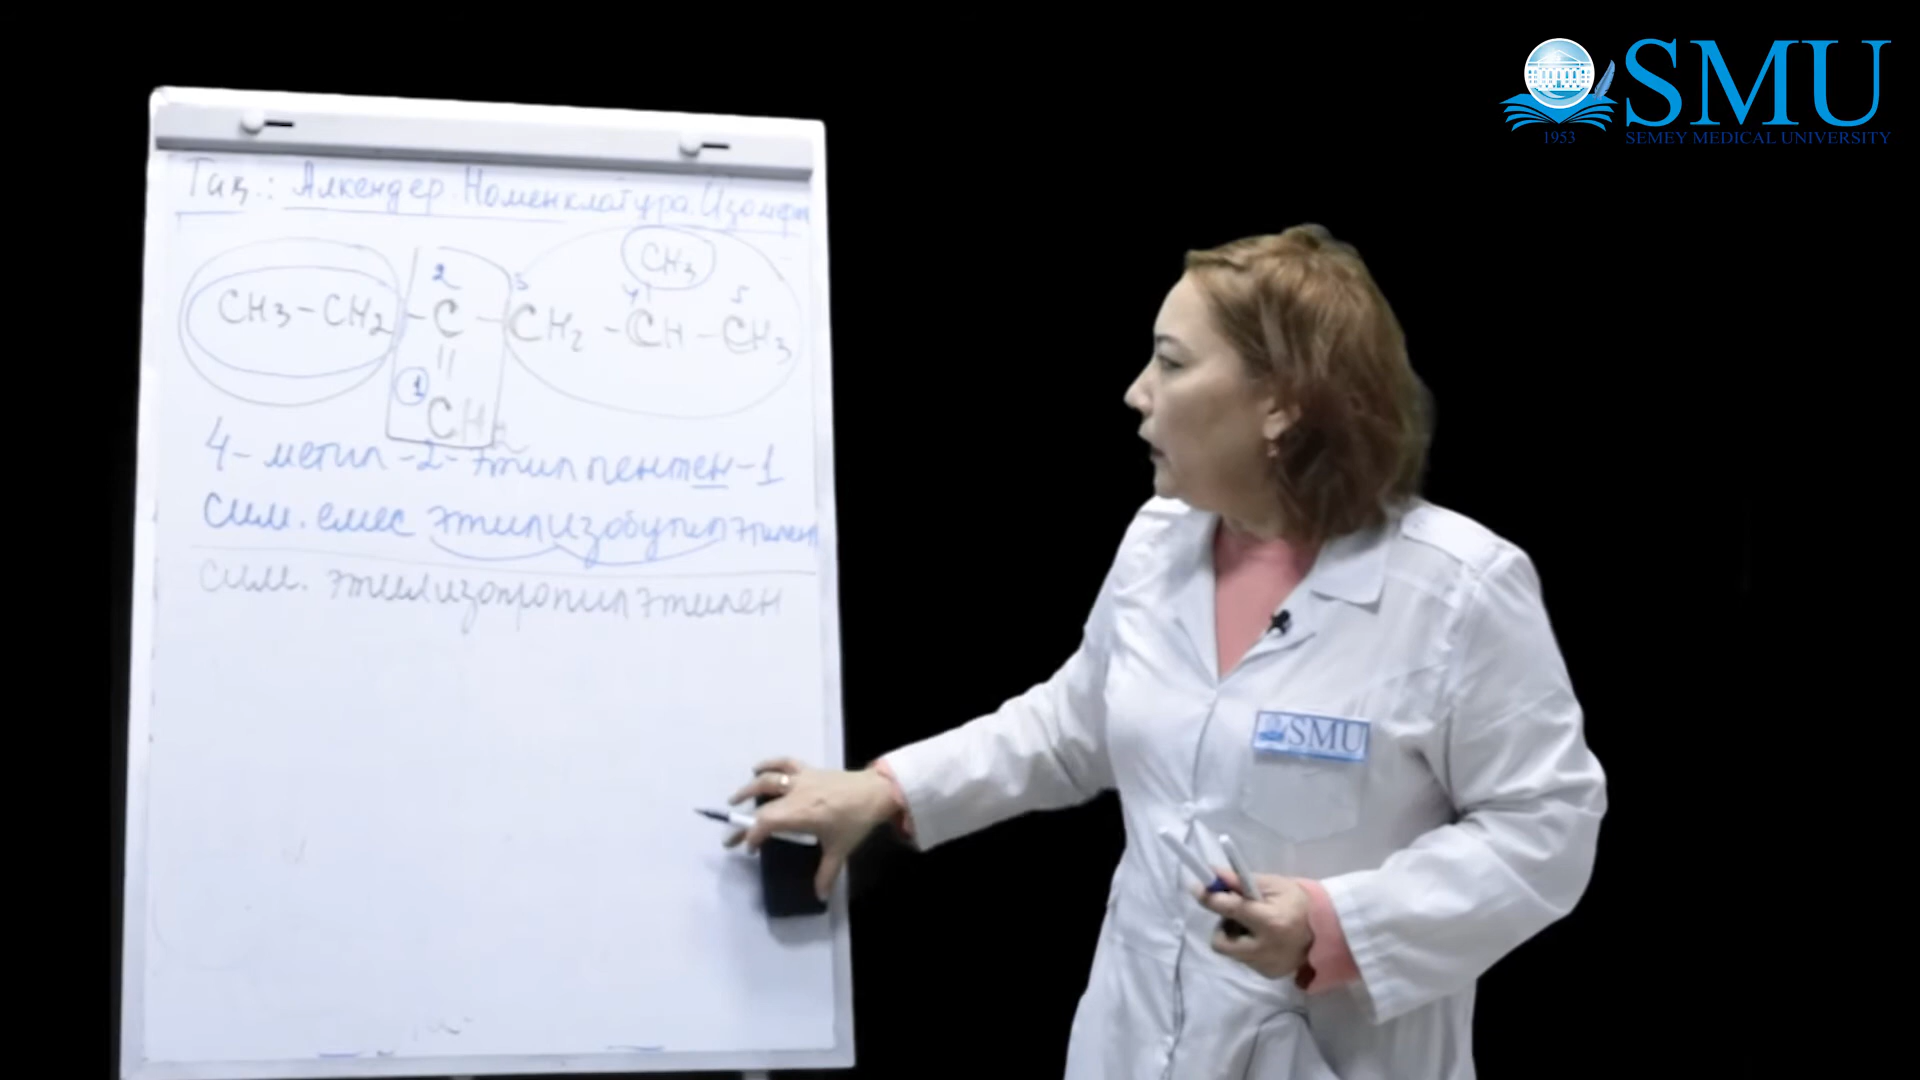 SMU
1953
SEMEY MEDICAL UNIVERSITY
Тақ.: Алкендер. Номенклатура. Изомер
CH3
2 3 4 5
CH3-CH2-C-CH2-CH-CH3
1
CH2
4-метил-2-этилпентен-1
сим. емес этилизобутилэтилен
сим. этилизопропилэтилен
SMU